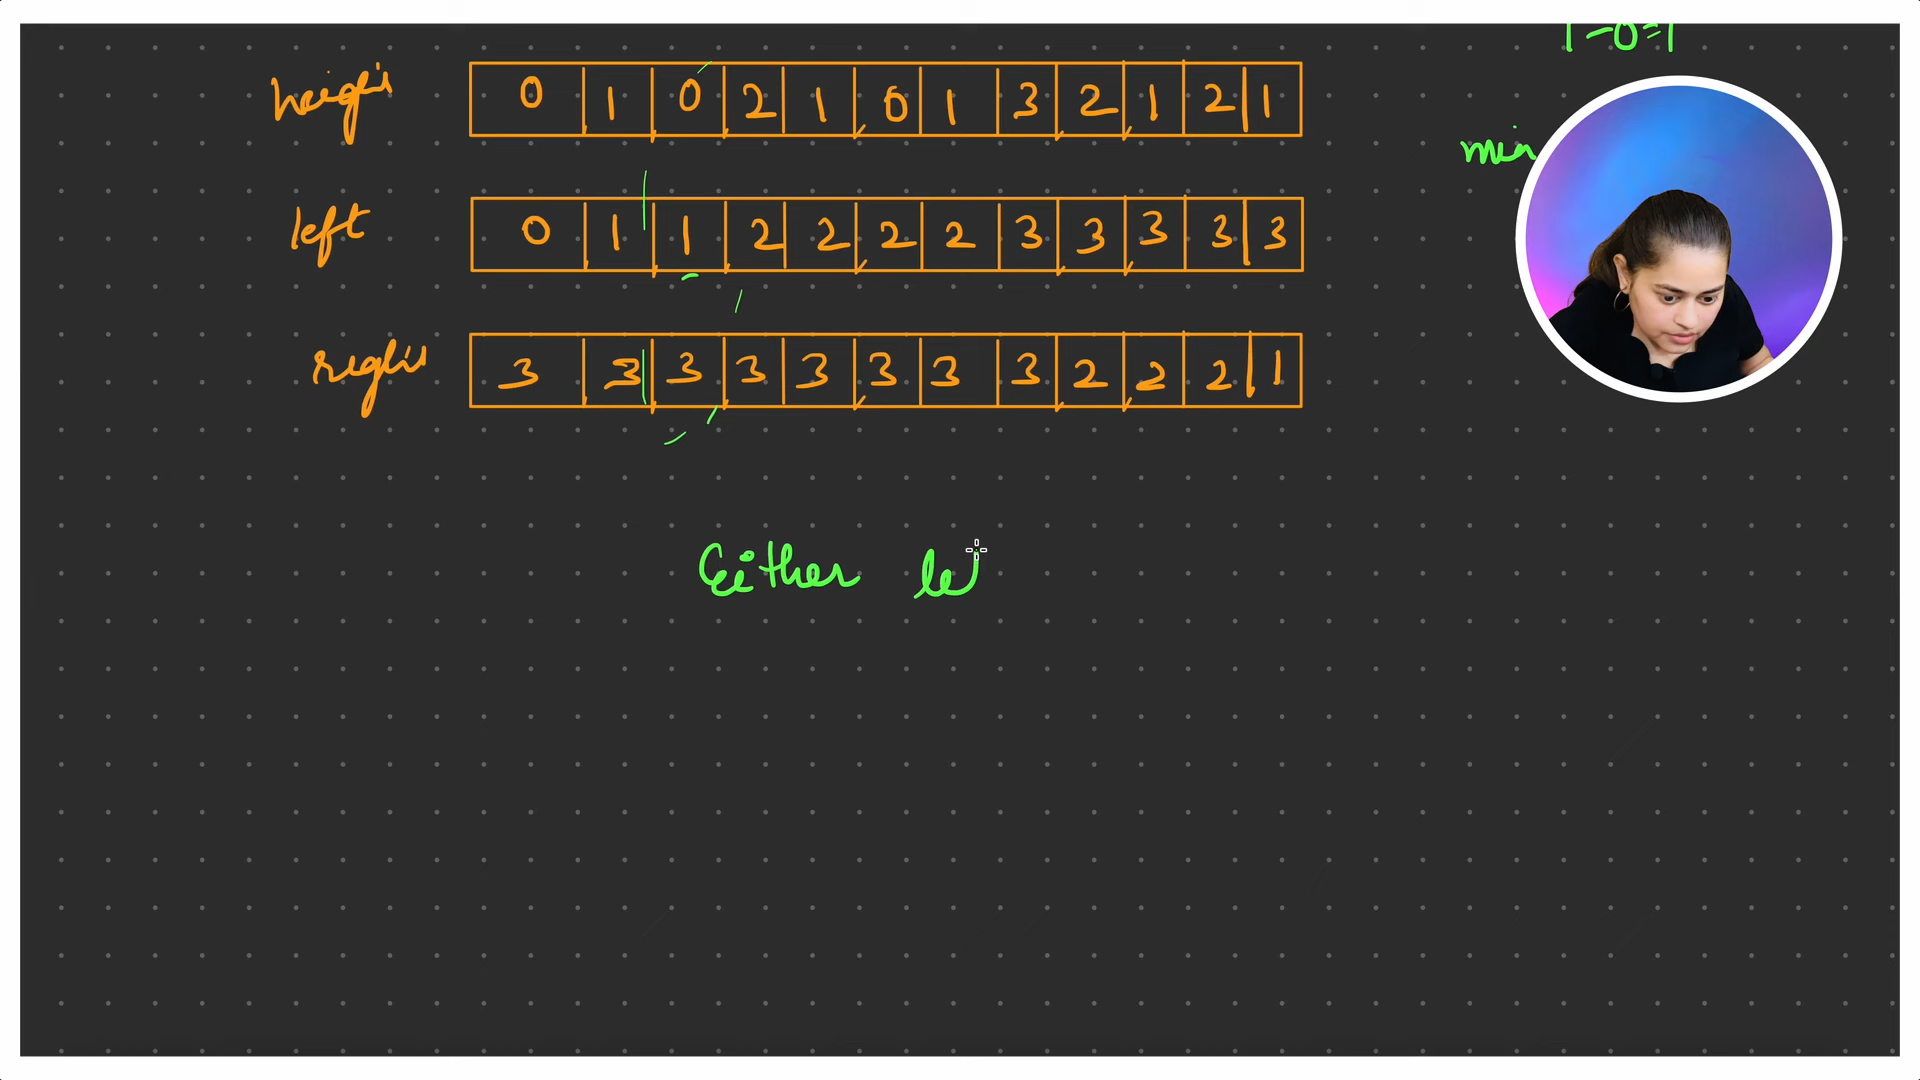 1-0=1
height 0 1 0 2 1 0 1 3 2 1 2 1
min
left 0 1 1 2 2 2 2 3 3 3 3 3
right 3 3 3 3 3 3 3 3 2 2 2 1
Either le